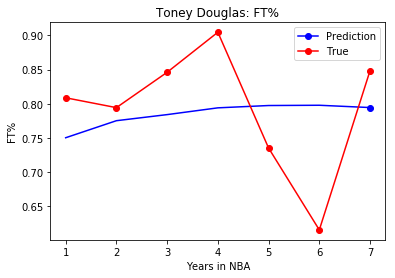 Toney Douglas: FT%
Prediction
True
FT%
0.90
0.85
0.80
0.75
0.70
0.65
1 2 3 4 5 6 7
Years in NBA